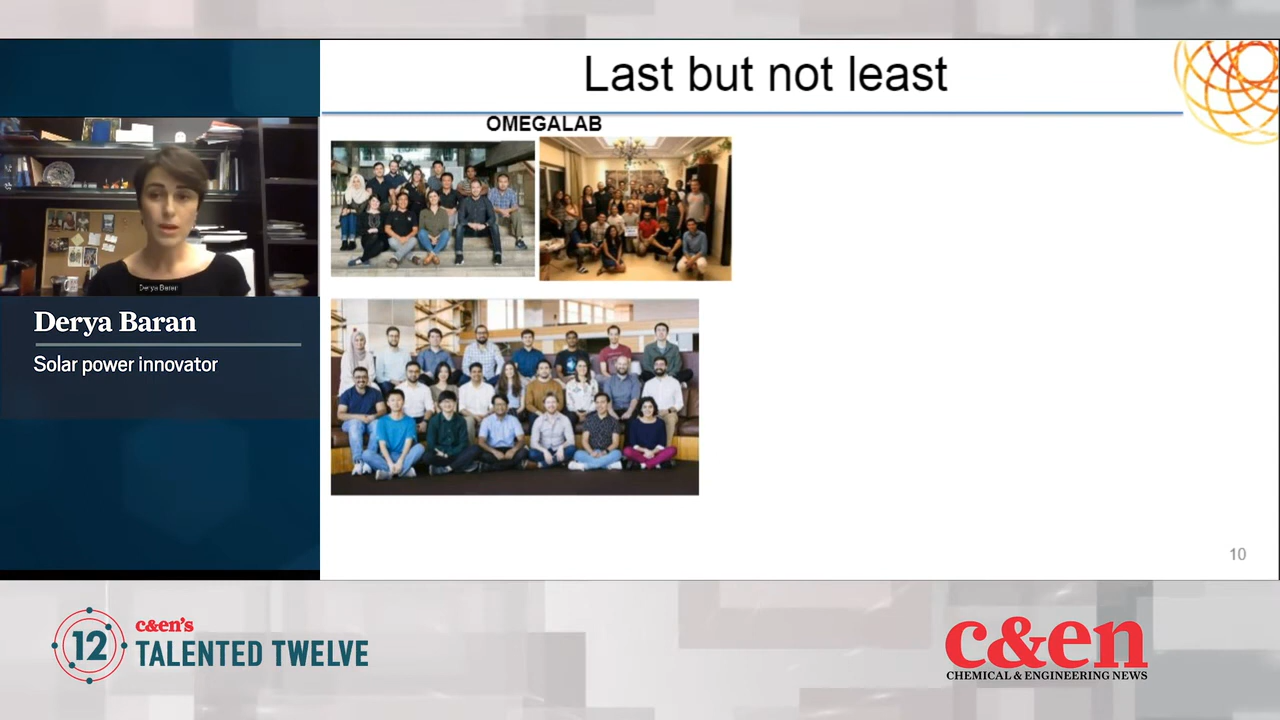 Last but not least
OMEGALAB
Derya Baran
Derya Baran
Solar power innovator
10
12
c&en's
TALENTED TWELVE
c&en
CHEMICAL & ENGINEERING NEWS